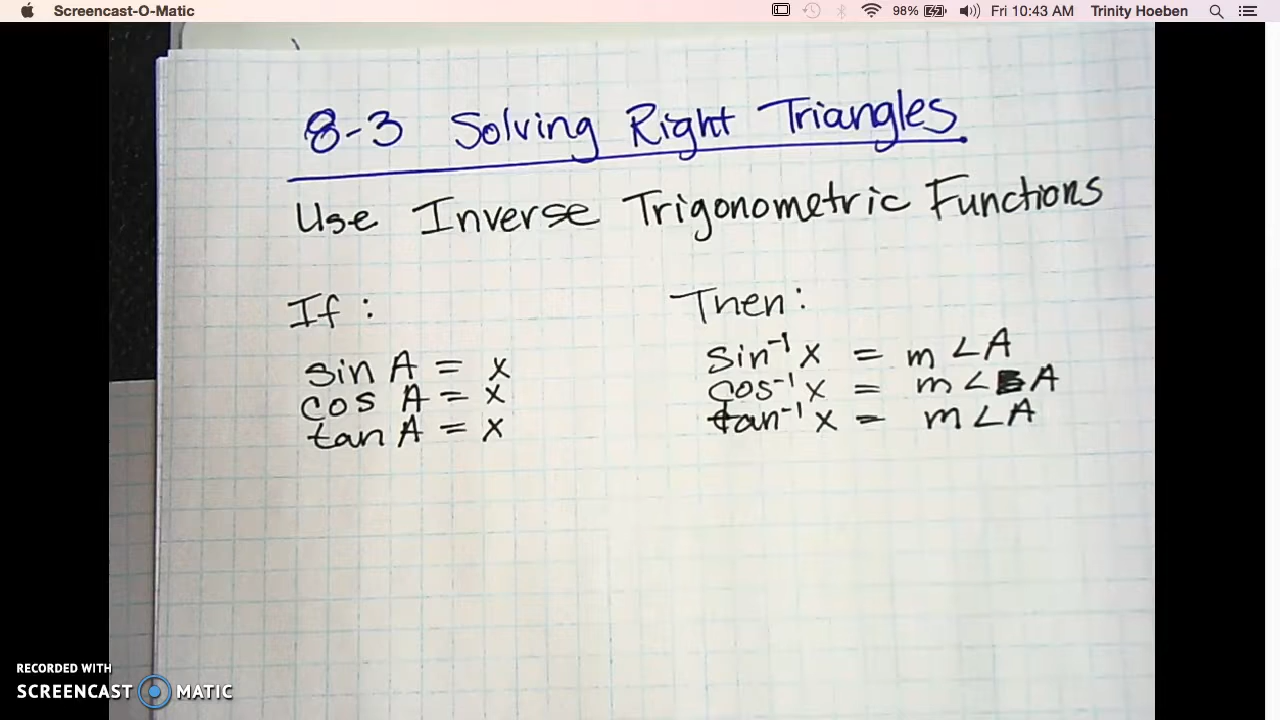 Screencast-O-Matic 98% Fri 10:43 AM Trinity Hoeben
8-3 Solving Right Triangles
Use Inverse Trigonometric Functions
If: Then:
sin A = x sin⁻¹ x = m ∠A
cos A = x cos⁻¹ x = m ∠ A
tan A = x tan⁻¹ x = m ∠A
RECORDED WITH
SCREENCAST MATIC